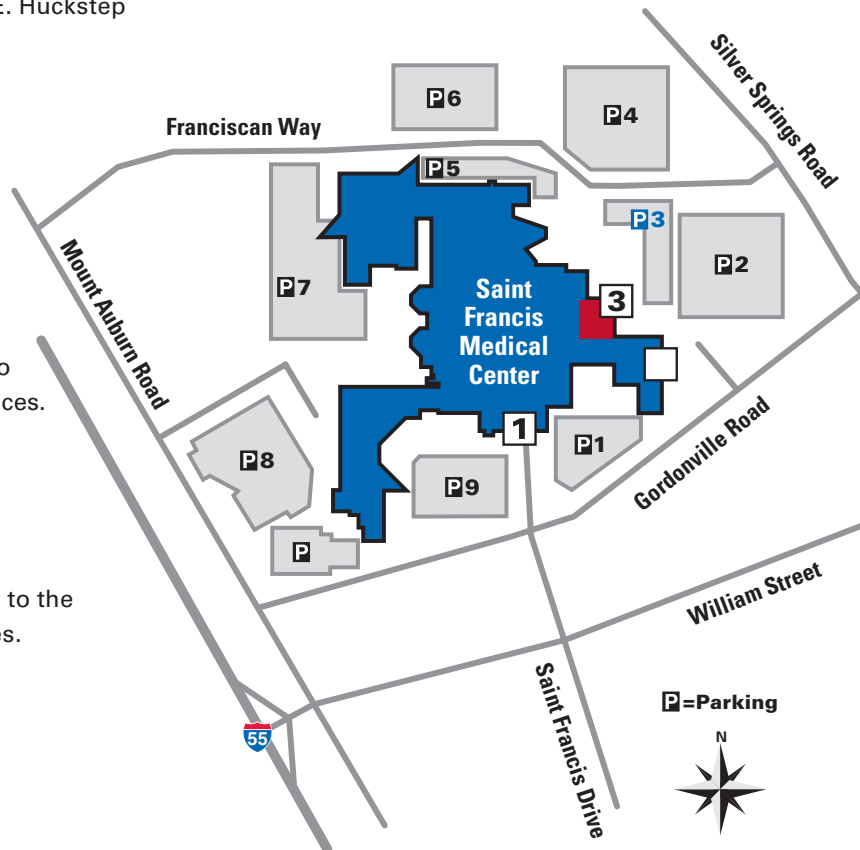 E. Huckstep
Silver Springs Road
P6
P4
Franciscan Way
P5
P3
P2
Mount Auburn Road
P7
Saint
Francis
Medical
Center
3
o
ces.
1
P1
Gordonville Road
P8
P9
P
to the
es.
William Street
Saint Francis Drive
P=Parking
55
N